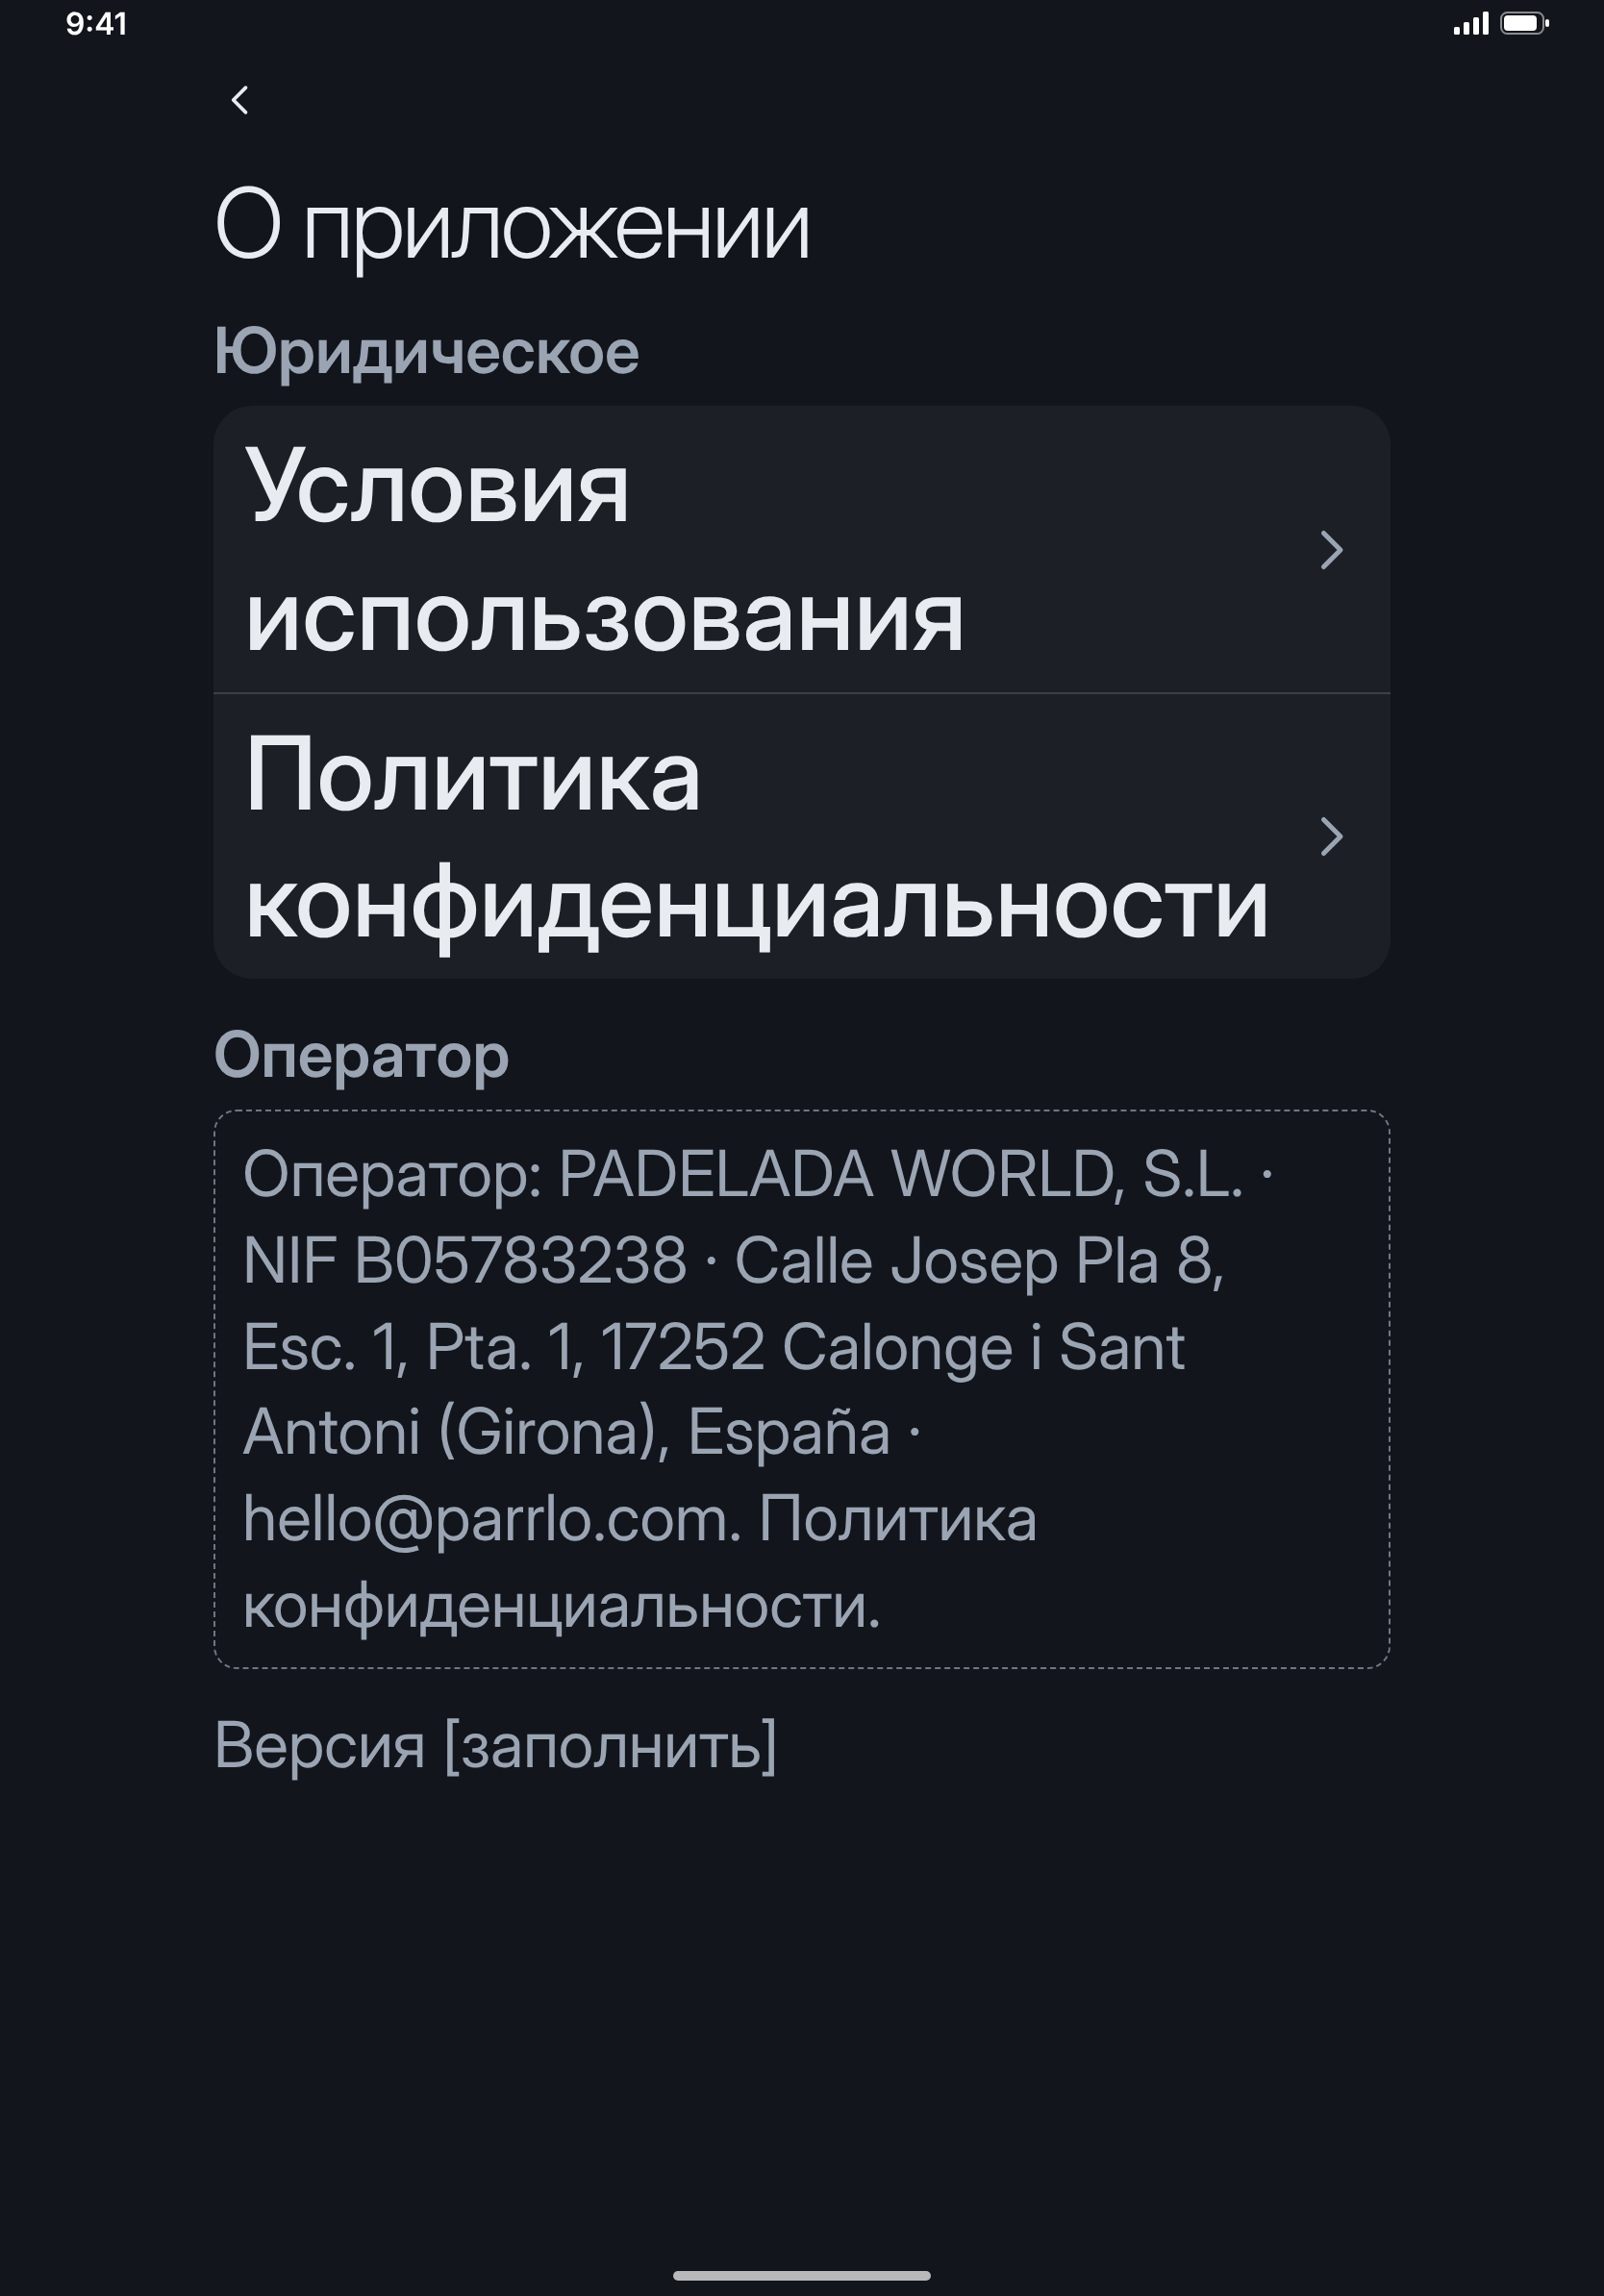 9:41
О приложении
Юридическое
Условия
использования
Политика
конфиденциальности
Оператор
Оператор: PADELADA WORLD, S.L. ·
NIF B05783238 · Calle Josep Pla 8,
Esc. 1, Pta. 1, 17252 Calonge i Sant
Antoni (Girona), España ·
hello@parrlo.com. Политика
конфиденциальности.
Версия [заполнить]